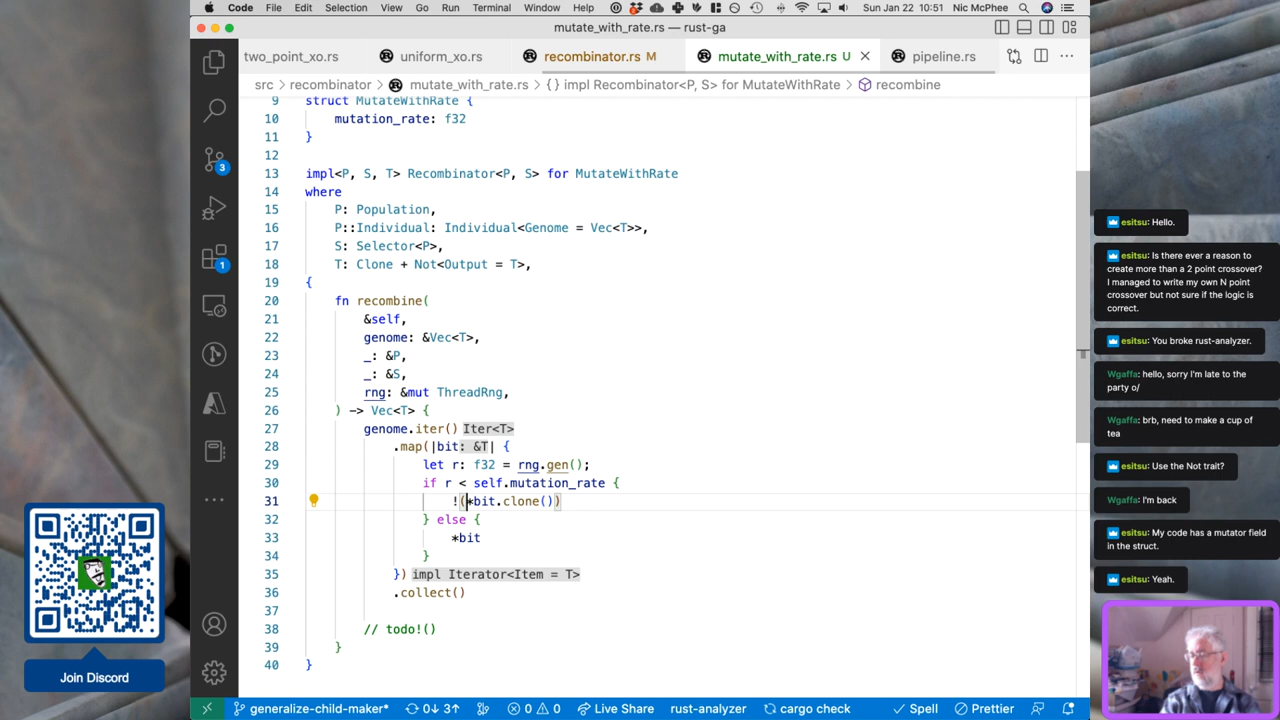 Code File Edit Selection View Go Run Terminal Window Help Sun Jan 22 10:51 Nic McPhee
mutate_with_rate.rs — rust-ga
two_point_xo.rs uniform_xo.rs recombinator.rs M mutate_with_rate.rs U pipeline.rs
src > recombinator > mutate_with_rate.rs > {} impl Recombinator<P, S> for MutateWithRate > recombine
9 struct MutateWithRate {
10 mutation_rate: f32
11 }
12
13 impl<P, S, T> Recombinator<P, S> for MutateWithRate
14 where
15 P: Population,
16 P::Individual: Individual<Genome = Vec<T>>,
17 S: Selector<P>,
18 T: Clone + Not<Output = T>,
19 {
20 fn recombine(
21 &self,
22 genome: &Vec<T>,
23 _: &P,
24 _: &S,
25 rng: &mut ThreadRng,
26 ) -> Vec<T> {
27 genome.iter() Iter<T>
28 .map(|bit: &T| {
29 let r: f32 = rng.gen();
30 if r < self.mutation_rate {
31 !(*bit.clone())
32 } else {
33 *bit
34 }
35 }) impl Iterator<Item = T>
36 .collect()
37
38 // todo!()
39 }
40 }
3
1
generalize-child-maker* 0↓ 3↑ 0 0 Live Share rust-analyzer cargo check Spell Prettier
Join Discord
esitsu: Hello.
esitsu: Is there ever a reason to
create more than a 2 point crossover?
I managed to write my own N point
crossover but not sure if the logic is
correct.
esitsu: You broke rust-analyzer.
Wgaffa: hello, sorry I'm late to the
party o/
Wgaffa: brb, need to make a cup of
tea
esitsu: Use the Not trait?
Wgaffa: I'm back
esitsu: My code has a mutator field
in the struct.
esitsu: Yeah.